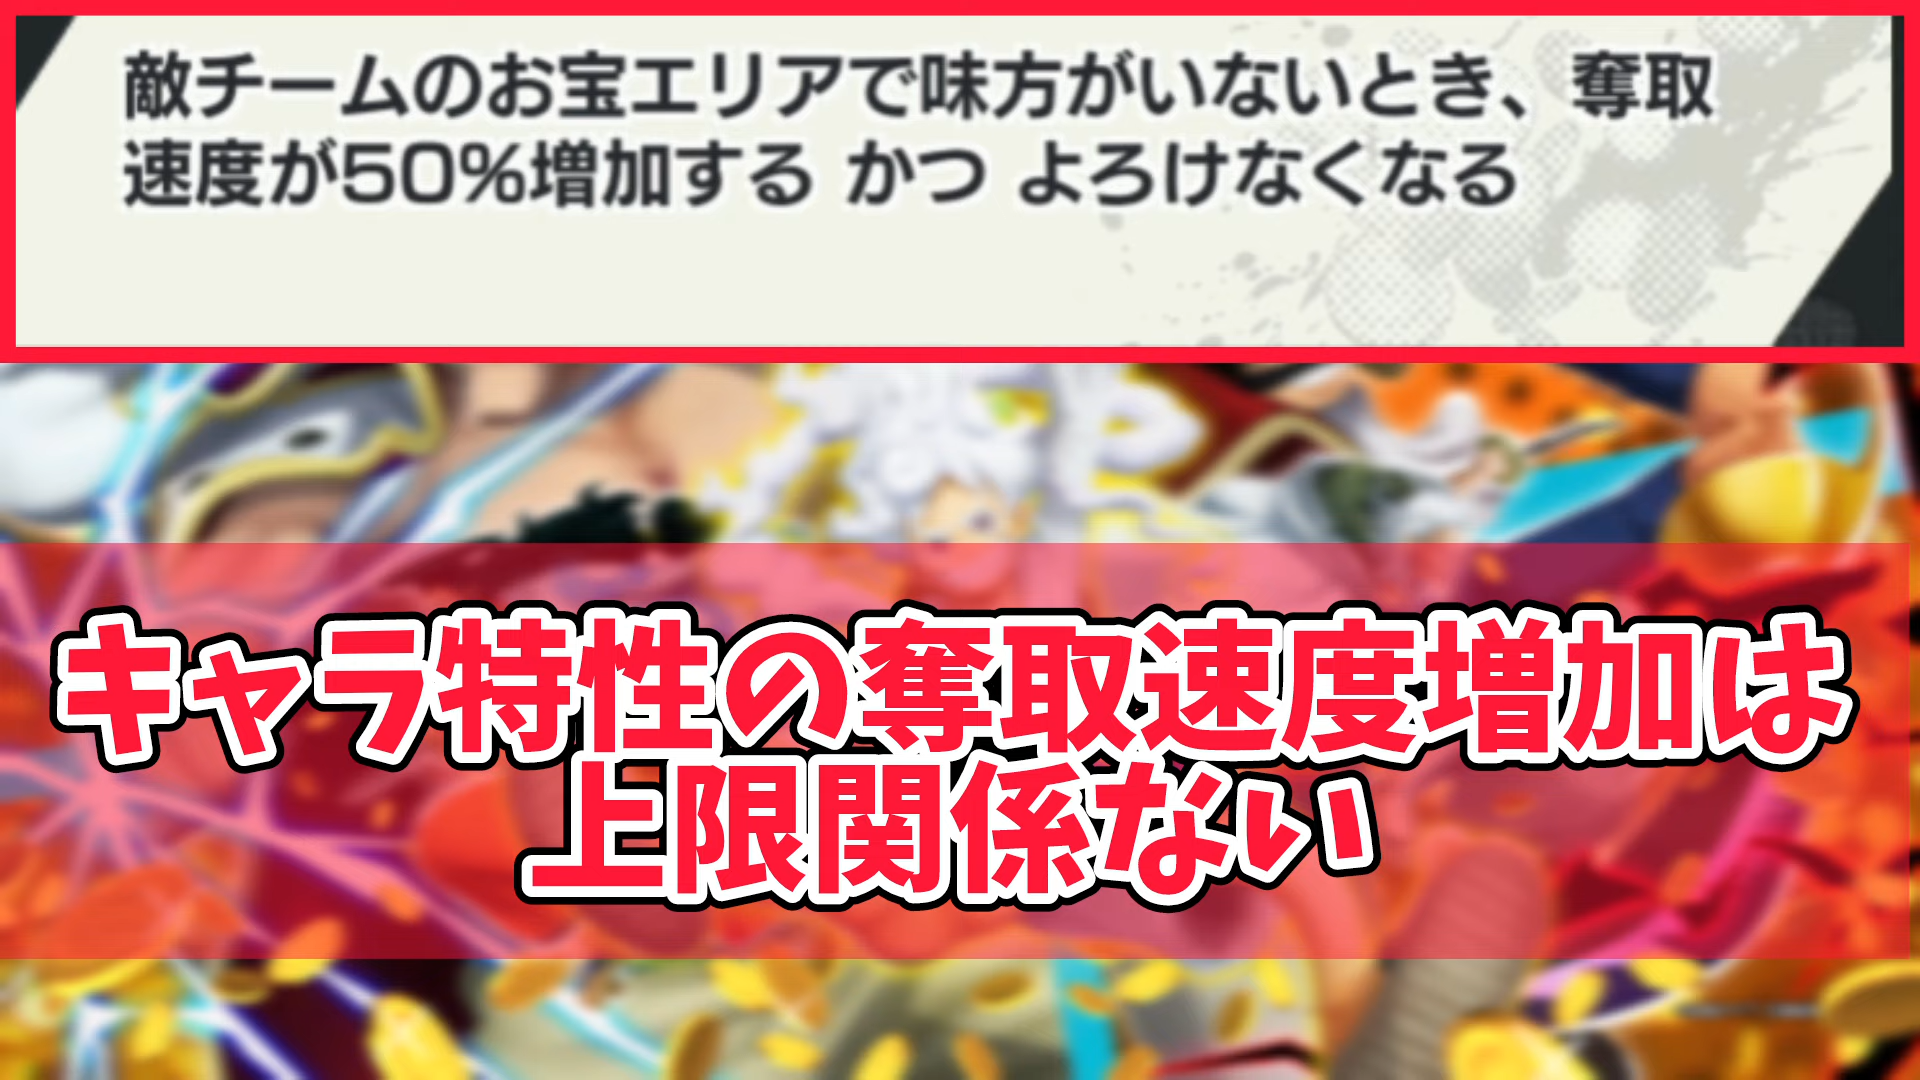 敵チームのお宝エリアで味方がいないとき、奪取
速度が50%増加する かつ よろけなくなる
キャラ特性の奪取速度増加は
上限関係ない